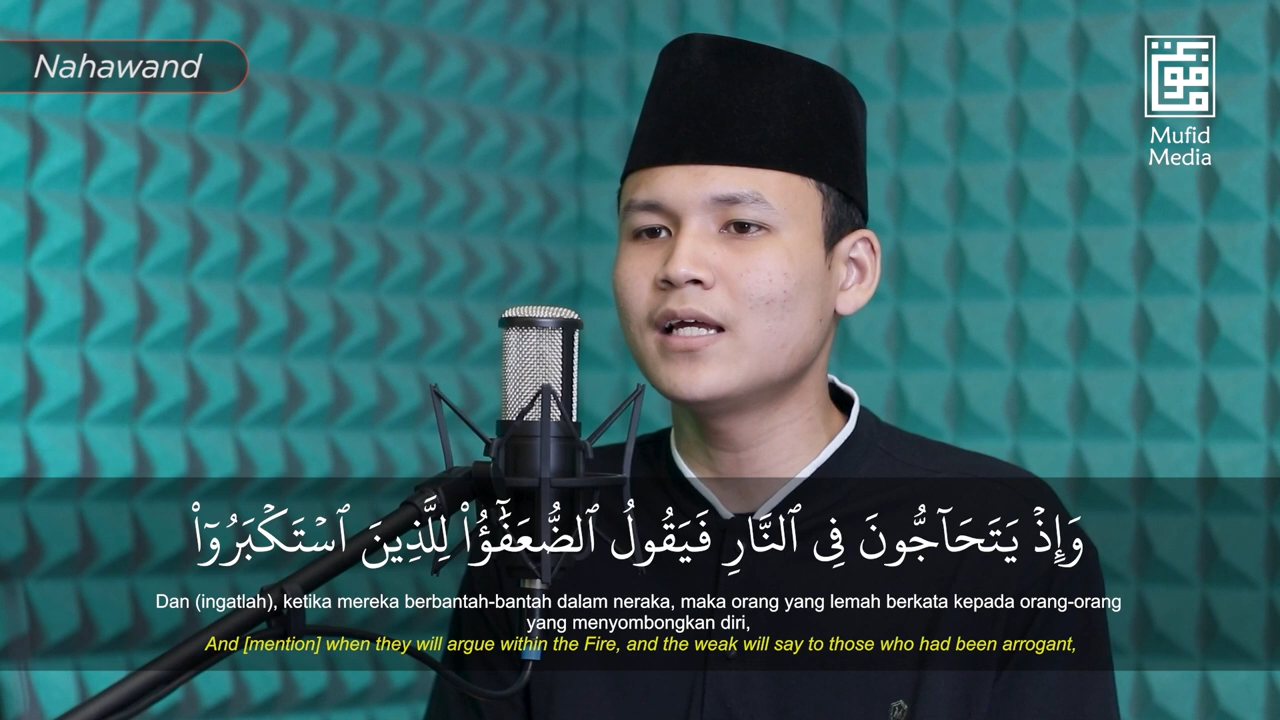 Nahawand
Mufid
Media
وَإِذْ يَتَحَآجُّونَ فِى ٱلنَّارِ فَيَقُولُ ٱلضُّعَفَٰٓؤُا۟ لِلَّذِينَ ٱسْتَكْبَرُوٓا۟
Dan (ingatlah), ketika mereka berbantah-bantah dalam neraka, maka orang yang lemah berkata kepada orang-orang
yang menyombongkan diri,
And [mention] when they will argue within the Fire, and the weak will say to those who had been arrogant,